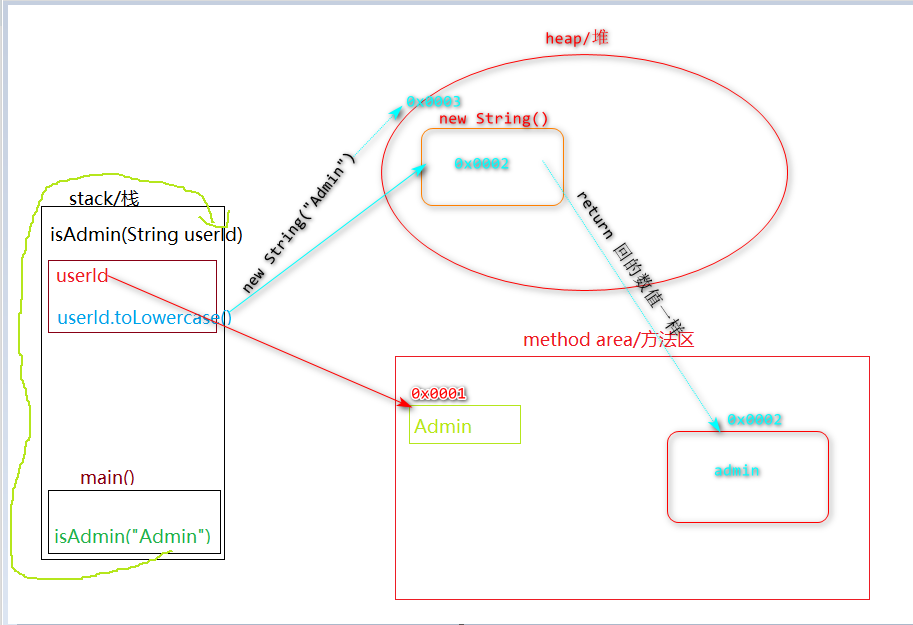 heap/堆
0x0003
new String()
0x0002
new String("Admin")
return 回的数值一样
stack/栈
isAdmin(String userId)
userId
userId.toLowercase()
main()
isAdmin("Admin")
method area/方法区
0x0001
Admin
0x0002
admin